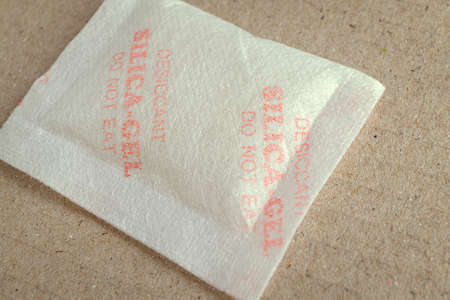 DESICCANT
SILICA-GEL
DO NOT EAT
DESICCANT
SILICA-GEL
DO NOT EAT